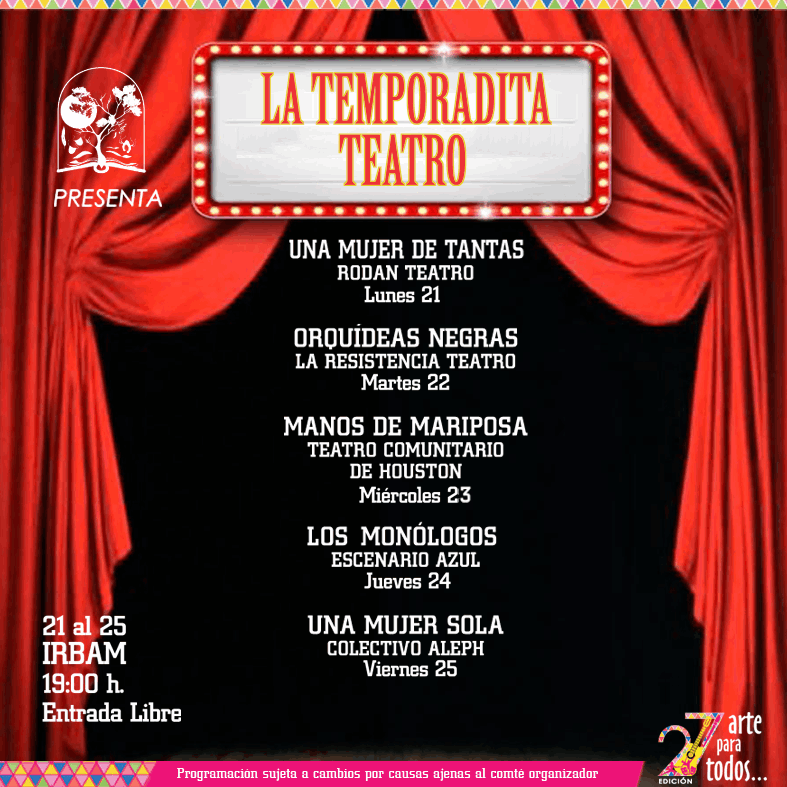 PRESENTA
LA TEMPORADITA
TEATRO
UNA MUJER DE TANTAS
RODAN TEATRO
Lunes 21
ORQUÍDEAS NEGRAS
LA RESISTENCIA TEATRO
Martes 22
MANOS DE MARIPOSA
TEATRO COMUNITARIO
DE HOUSTON
Miércoles 23
LOS MONÓLOGOS
ESCENARIO AZUL
Jueves 24
UNA MUJER SOLA
COLECTIVO ALEPH
Viernes 25
21 al 25
IRBAM
19:00 h.
Entrada Libre
Programación sujeta a cambios por causas ajenas al comté organizador
27
EDICIÓN
arte
para
todos...